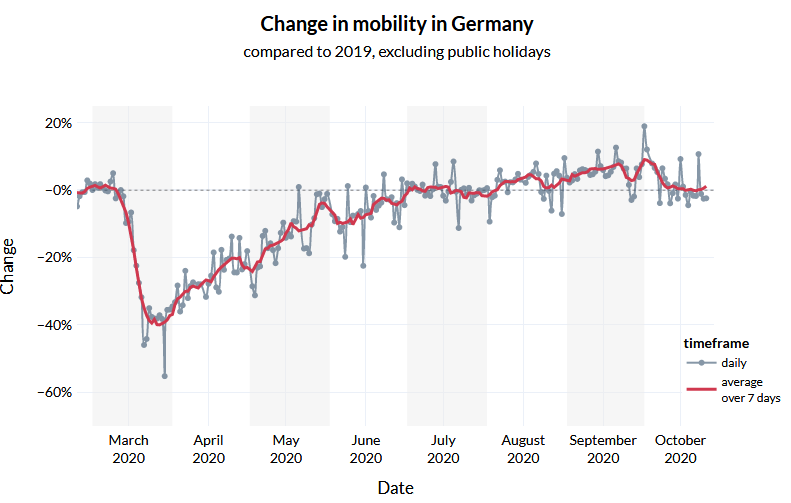 Change in mobility in Germany
compared to 2019, excluding public holidays
20%
−0%
−20%
−40%
−60%
Change
timeframe
daily
average
over 7 days
March April May June July August September October
2020 2020 2020 2020 2020 2020 2020 2020
Date